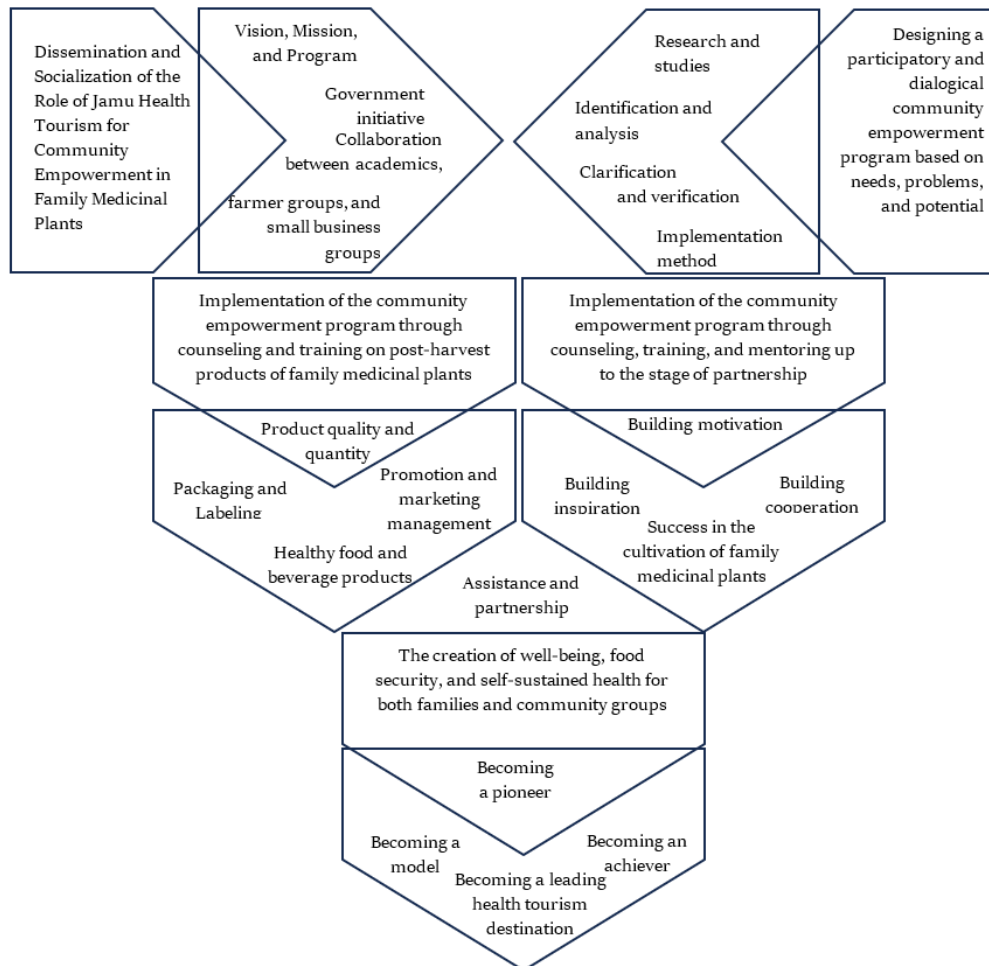 Dissemination and
Socialization of the
Role of Jamu Health
Tourism for
Community
Empowerment in
Family Medicinal
Plants
Vision, Mission,
and Program
Government
initiative
Collaboration
between academics,
farmer groups, and
small business
groups
Research and
studies
Identification and
analysis
Clarification
and verification
Implementation
method
Designing a
participatory and
dialogical
community
empowerment
program based on
needs, problems,
and potential
Implementation of the community
empowerment program through
counseling and training on post-harvest
products of family medicinal plants
Implementation of the community
empowerment program through
counseling, training, and mentoring up
to the stage of partnership
Product quality and
quantity
Packaging and
Labeling
Promotion and
marketing
management
Healthy food and
beverage products
Building motivation
Building
inspiration
Building
cooperation
Success in the
cultivation of family
medicinal plants
Assistance and
partnership
The creation of well-being, food
security, and self-sustained health for
both families and community groups
Becoming
a pioneer
Becoming a
model
Becoming an
achiever
Becoming a leading
health tourism
destination